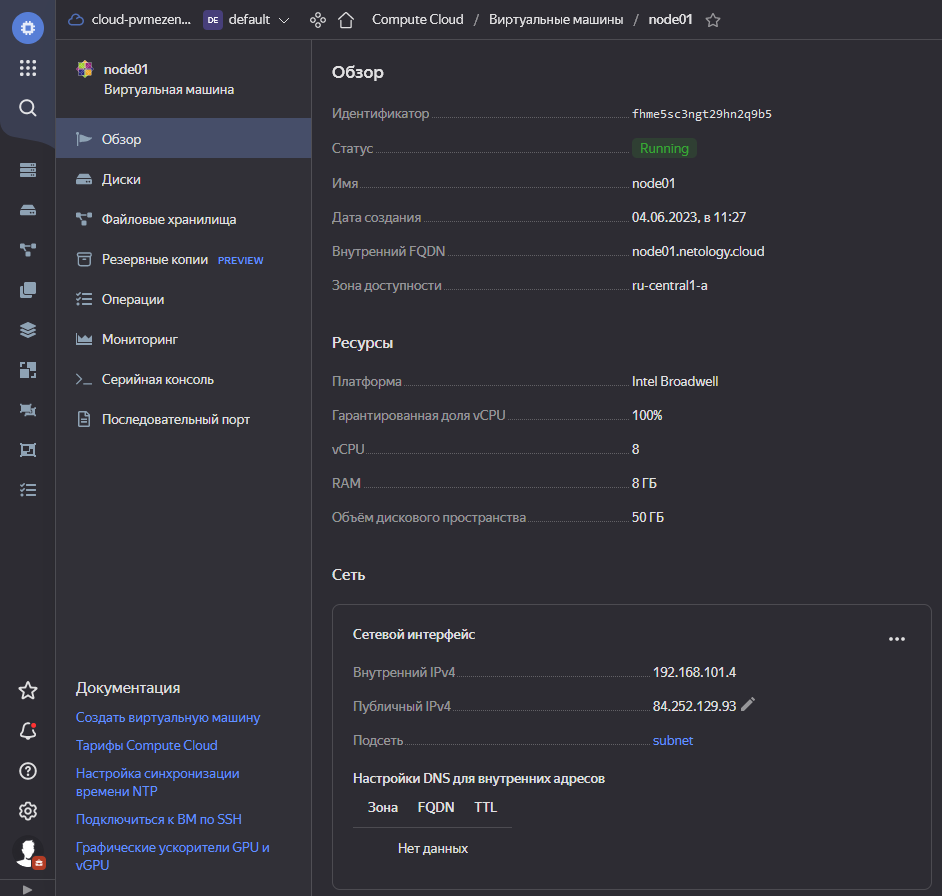 cloud-pvmezen... DE default Compute Cloud / Виртуальные машины / node01
node01
Виртуальная машина
Обзор
Диски
Файловые хранилища
Резервные копии PREVIEW
Операции
Мониторинг
Серийная консоль
Последовательный порт
Документация
Создать виртуальную машину
Тарифы Compute Cloud
Настройка синхронизации
времени NTP
Подключиться к ВМ по SSH
Графические ускорители GPU и
vGPU
Обзор
Идентификатор fhme5sc3ngt29hn2q9b5
Статус Running
Имя node01
Дата создания 04.06.2023, в 11:27
Внутренний FQDN node01.netology.cloud
Зона доступности ru-central1-a
Ресурсы
Платформа Intel Broadwell
Гарантированная доля vCPU 100%
vCPU 8
RAM 8 ГБ
Объём дискового пространства 50 ГБ
Сеть
Сетевой интерфейс
Внутренний IPv4 192.168.101.4
Публичный IPv4 84.252.129.93
Подсеть subnet
Настройки DNS для внутренних адресов
Зона FQDN TTL
Нет данных